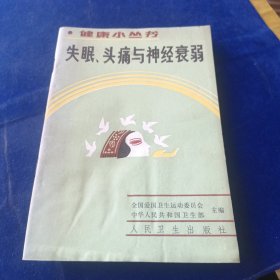 健康小丛书
失眠、头痛与神经衰弱
全国爱国卫生运动委员会
中华人民共和国卫生部
主编
人民卫生出版社